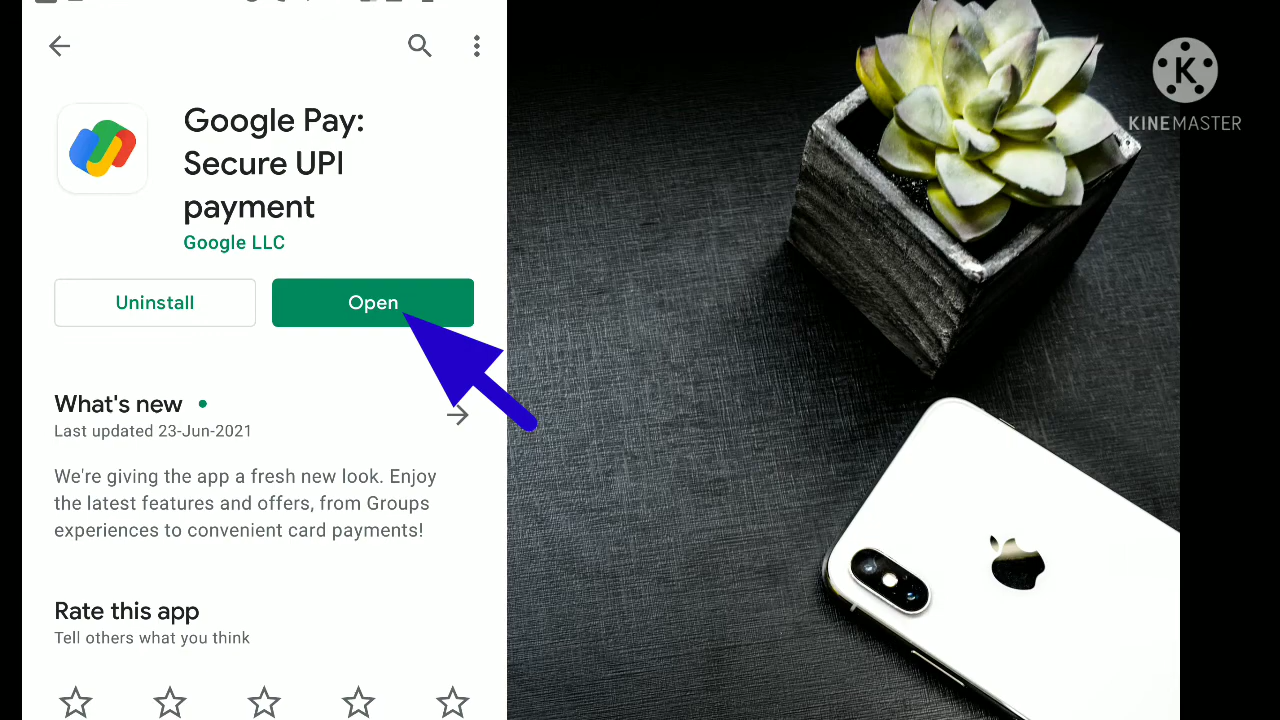 Google Pay:
Secure UPI
payment
Google LLC
Uninstall
Open
What's new
Last updated 23-Jun-2021
We're giving the app a fresh new look. Enjoy
the latest features and offers, from Groups
experiences to convenient card payments!
Rate this app
Tell others what you think
K
KINEMASTER